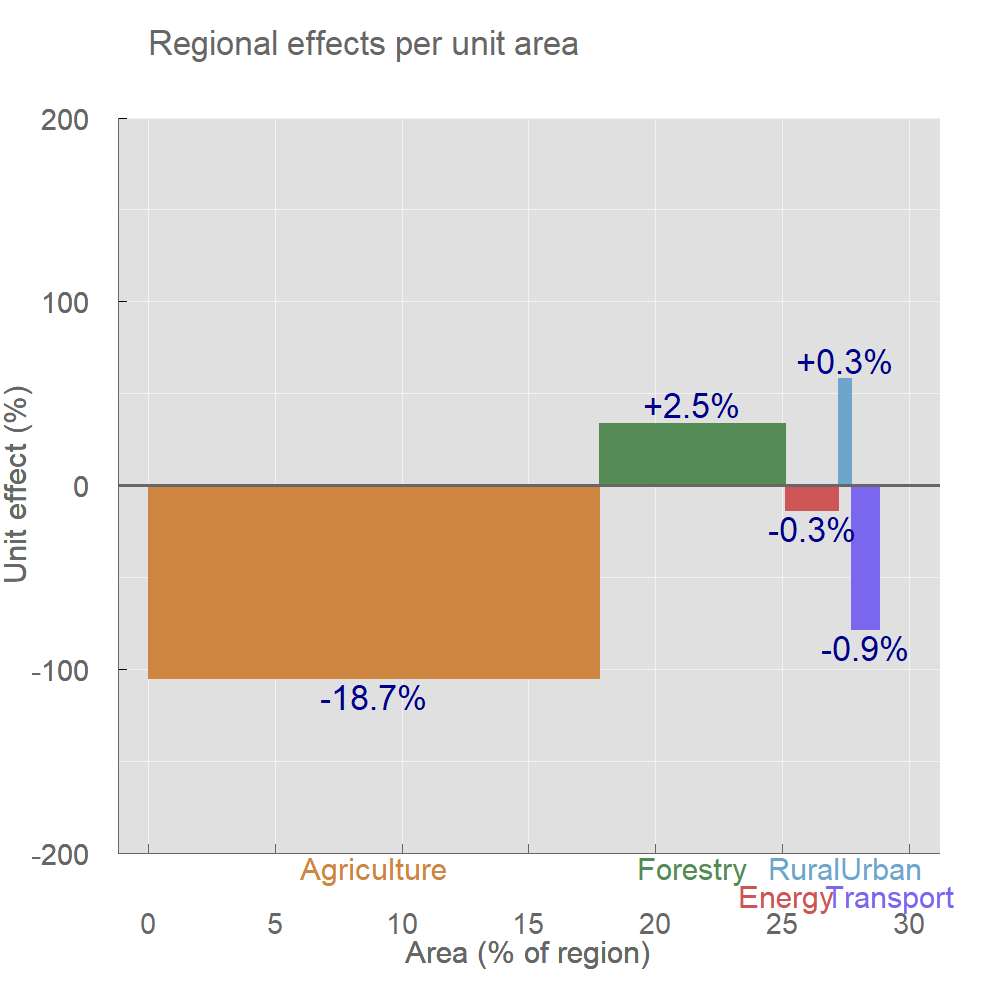 Regional effects per unit area
200
100
0
-100
-200
Unit effect (%)
+0.3%
+2.5%
-0.3%
-0.9%
-18.7%
Agriculture Forestry RuralUrban
Energy Transport
0 5 10 15 20 25 30
Area (% of region)